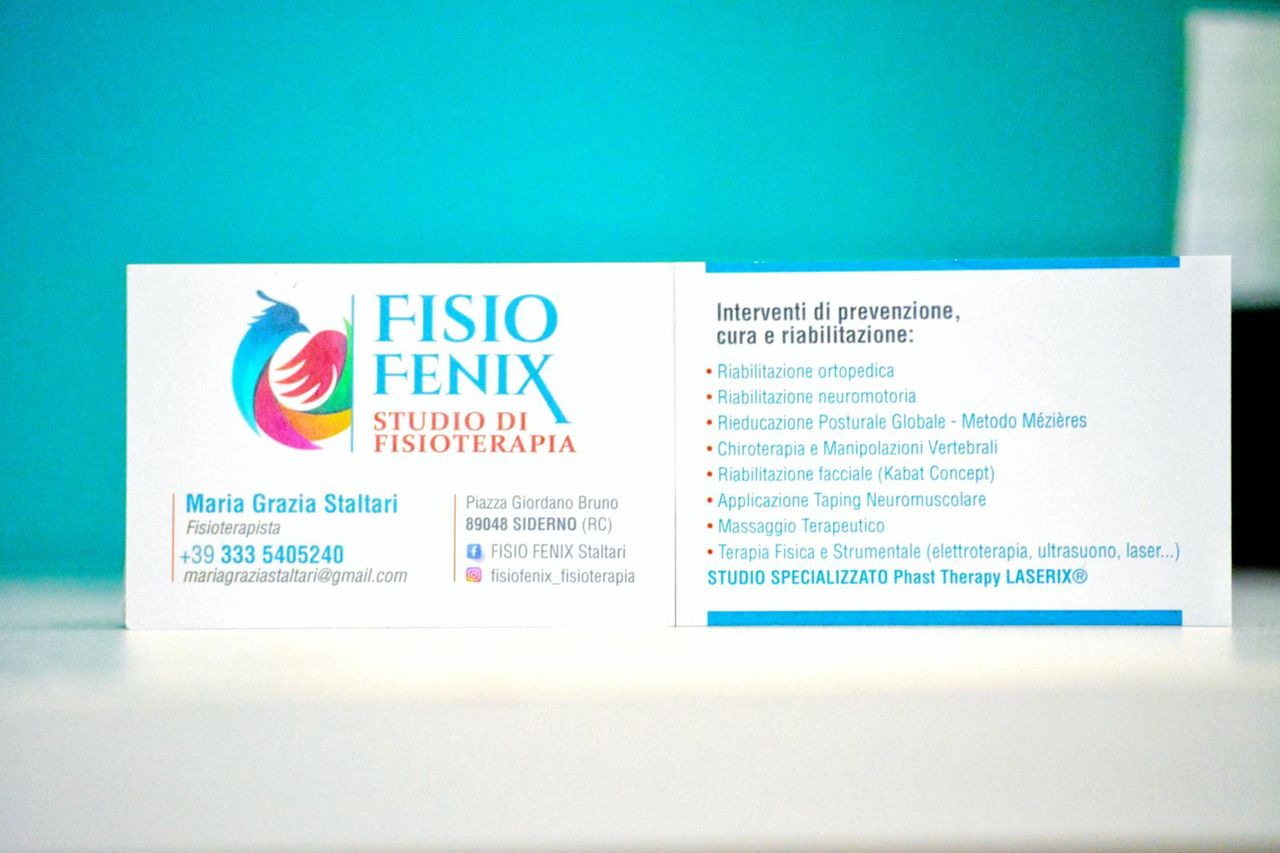 FISIO
FENIX
STUDIO DI
FISIOTERAPIA
Maria Grazia Staltari
Fisioterapista
+39 333 5405240
mariagraziastaltari@gmail.com
Piazza Giordano Bruno
89048 SIDERNO (RC)
FISIO FENIX Staltari
fisiofenix_fisioterapia
Interventi di prevenzione,
cura e riabilitazione:
• Riabilitazione ortopedica
• Riabilitazione neuromotoria
• Rieducazione Posturale Globale - Metodo Mézières
• Chiroterapia e Manipolazioni Vertebrali
• Riabilitazione facciale (Kabat Concept)
• Applicazione Taping Neuromuscolare
• Massaggio Terapeutico
• Terapia Fisica e Strumentale (elettroterapia, ultrasuono, laser...)
STUDIO SPECIALIZZATO Phast Therapy LASERIX®